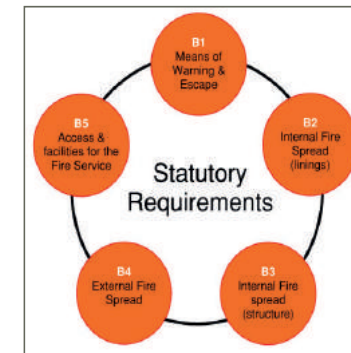 B1
Means of
Warning &
Escape
B2
Internal Fire
Spread
(linings)
B3
Internal Fire
spread
(structure)
B4
External Fire
Spread
B5
Access &
facilities for the
Fire Service
Statutory
Requirements